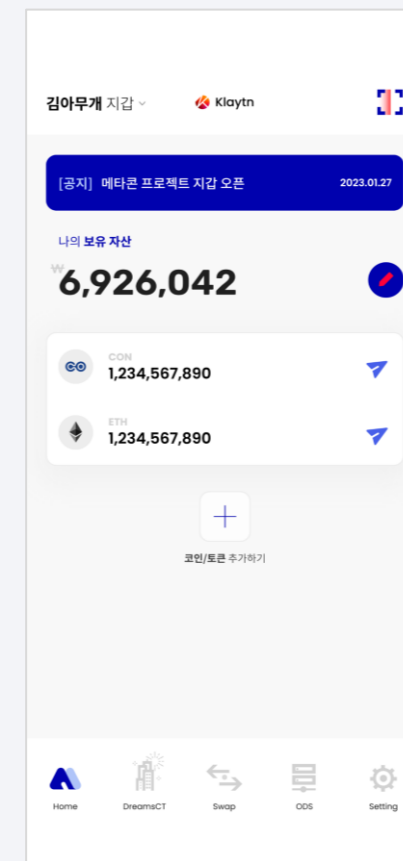 김아무개 지갑
Klaytn
[공지] 메타콘 프로젝트 지갑 오픈 2023.01.27
나의 보유 자산
₩6,926,042
CON
1,234,567,890
ETH
1,234,567,890
코인/토큰 추가하기
Home DreamsCT Swap ODS Setting